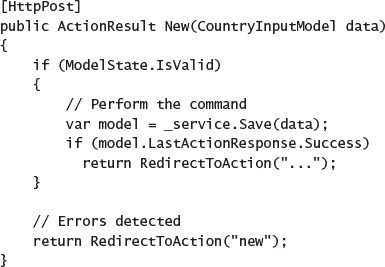 [HttpPost]
public ActionResult New(CountryInputModel data)
{
    if (ModelState.IsValid)
    {
        // Perform the command
        var model = _service.Save(data);
        if (model.LastActionResponse.Success)
          return RedirectToAction("...");
    }

    // Errors detected
    return RedirectToAction("new");
}